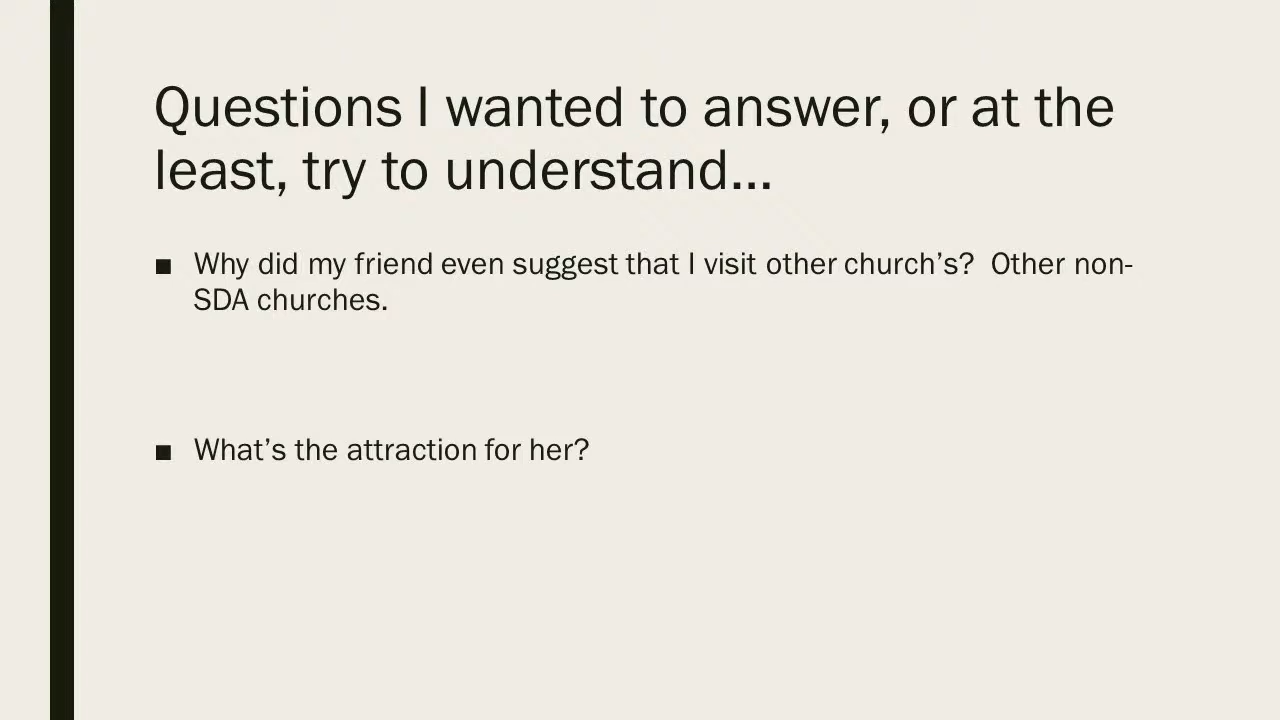 Questions I wanted to answer, or at the
least, try to understand…
▪ Why did my friend even suggest that I visit other church’s?  Other non-
SDA churches.
▪ What’s the attraction for her?